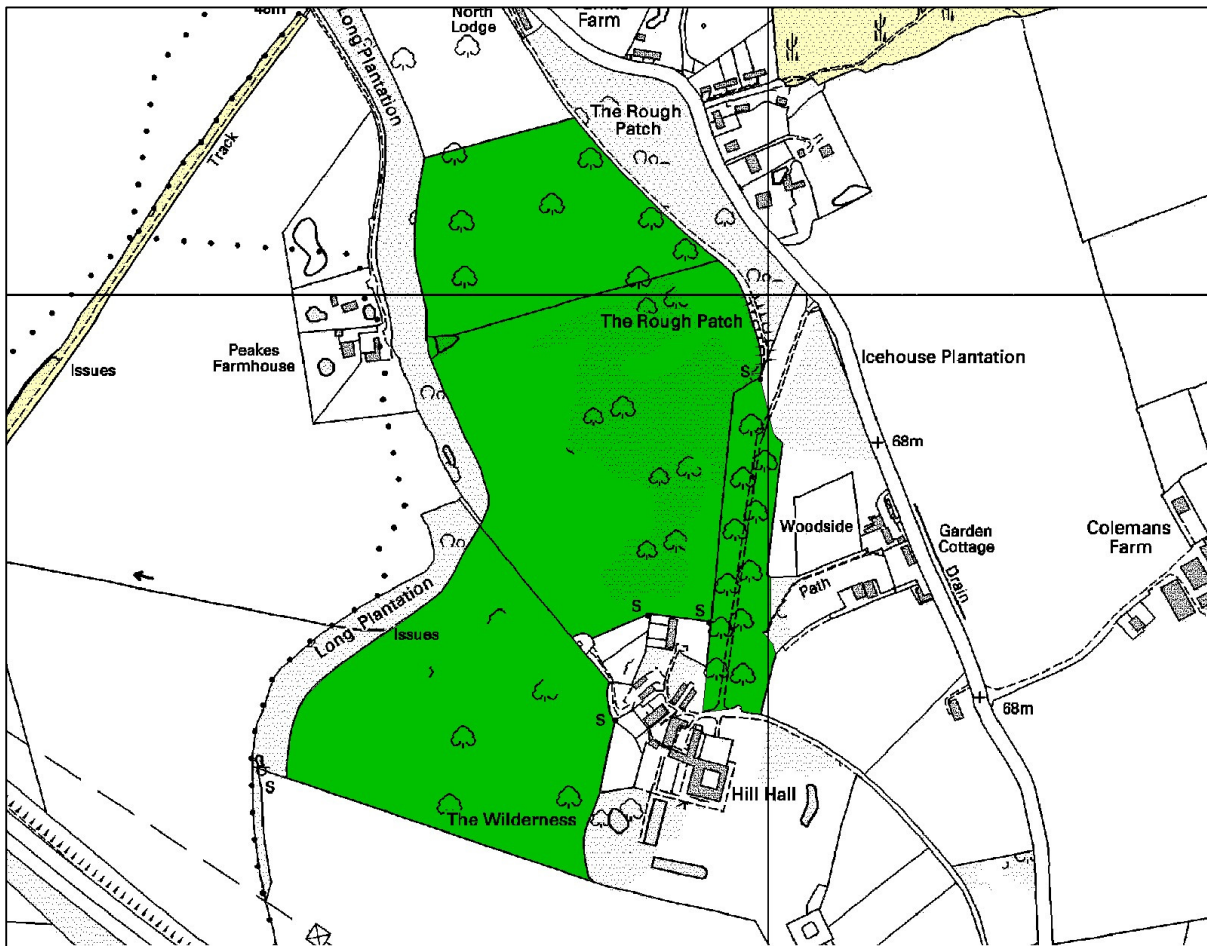 Long Plantation
North
Lodge
Farm
The Rough
Patch
Track
The Rough Patch
Peakes
Farmhouse
Issues
Icehouse Plantation
S
68m
Woodside
Garden
Cottage
Colemans
Farm
Drain
Path
S
S
Issues
Long Plantation
S
68m
S
Hill Hall
The Wilderness